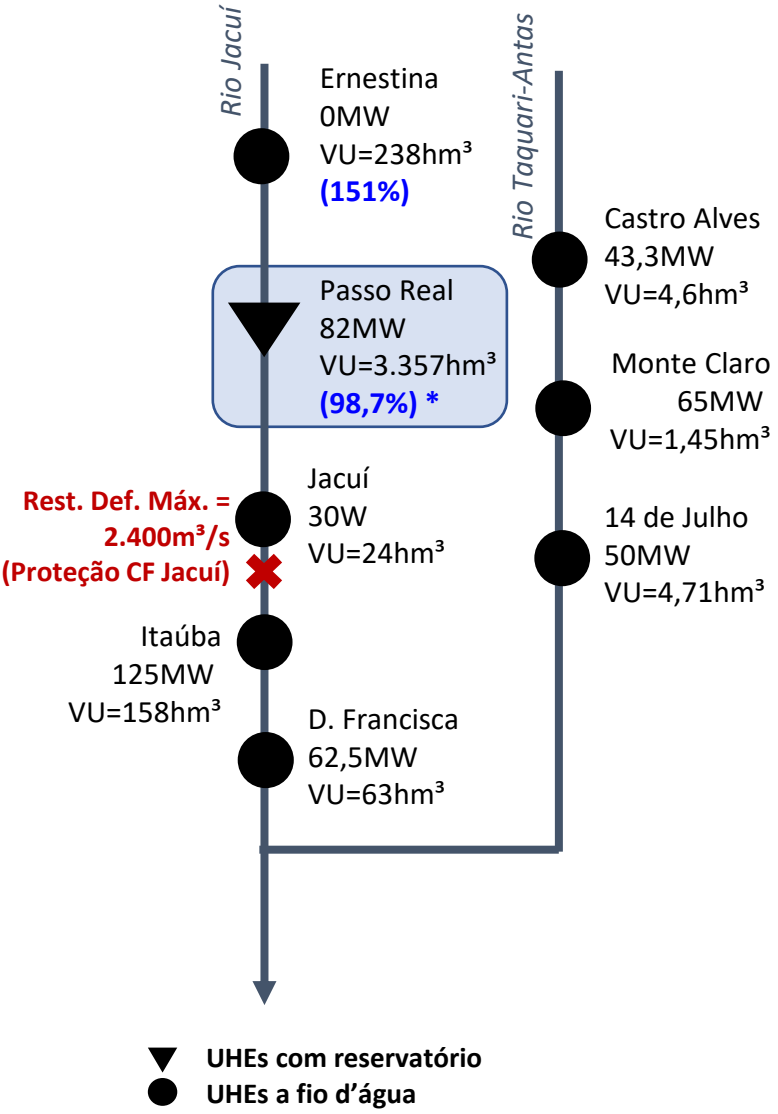 Rio Jacuí
Ernestina
0MW
VU=238hm³
(151%)
Passo Real
82MW
VU=3.357hm³
(98,7%) *
Rest. Def. Máx. =
2.400m³/s
(Proteção CF Jacuí)
Jacuí
30W
VU=24hm³
Itaúba
125MW
VU=158hm³
D. Francisca
62,5MW
VU=63hm³
Rio Taquari-Antas
Castro Alves
43,3MW
VU=4,6hm³
Monte Claro
65MW
VU=1,45hm³
14 de Julho
50MW
VU=4,71hm³
UHEs com reservatório
UHEs a fio d’água